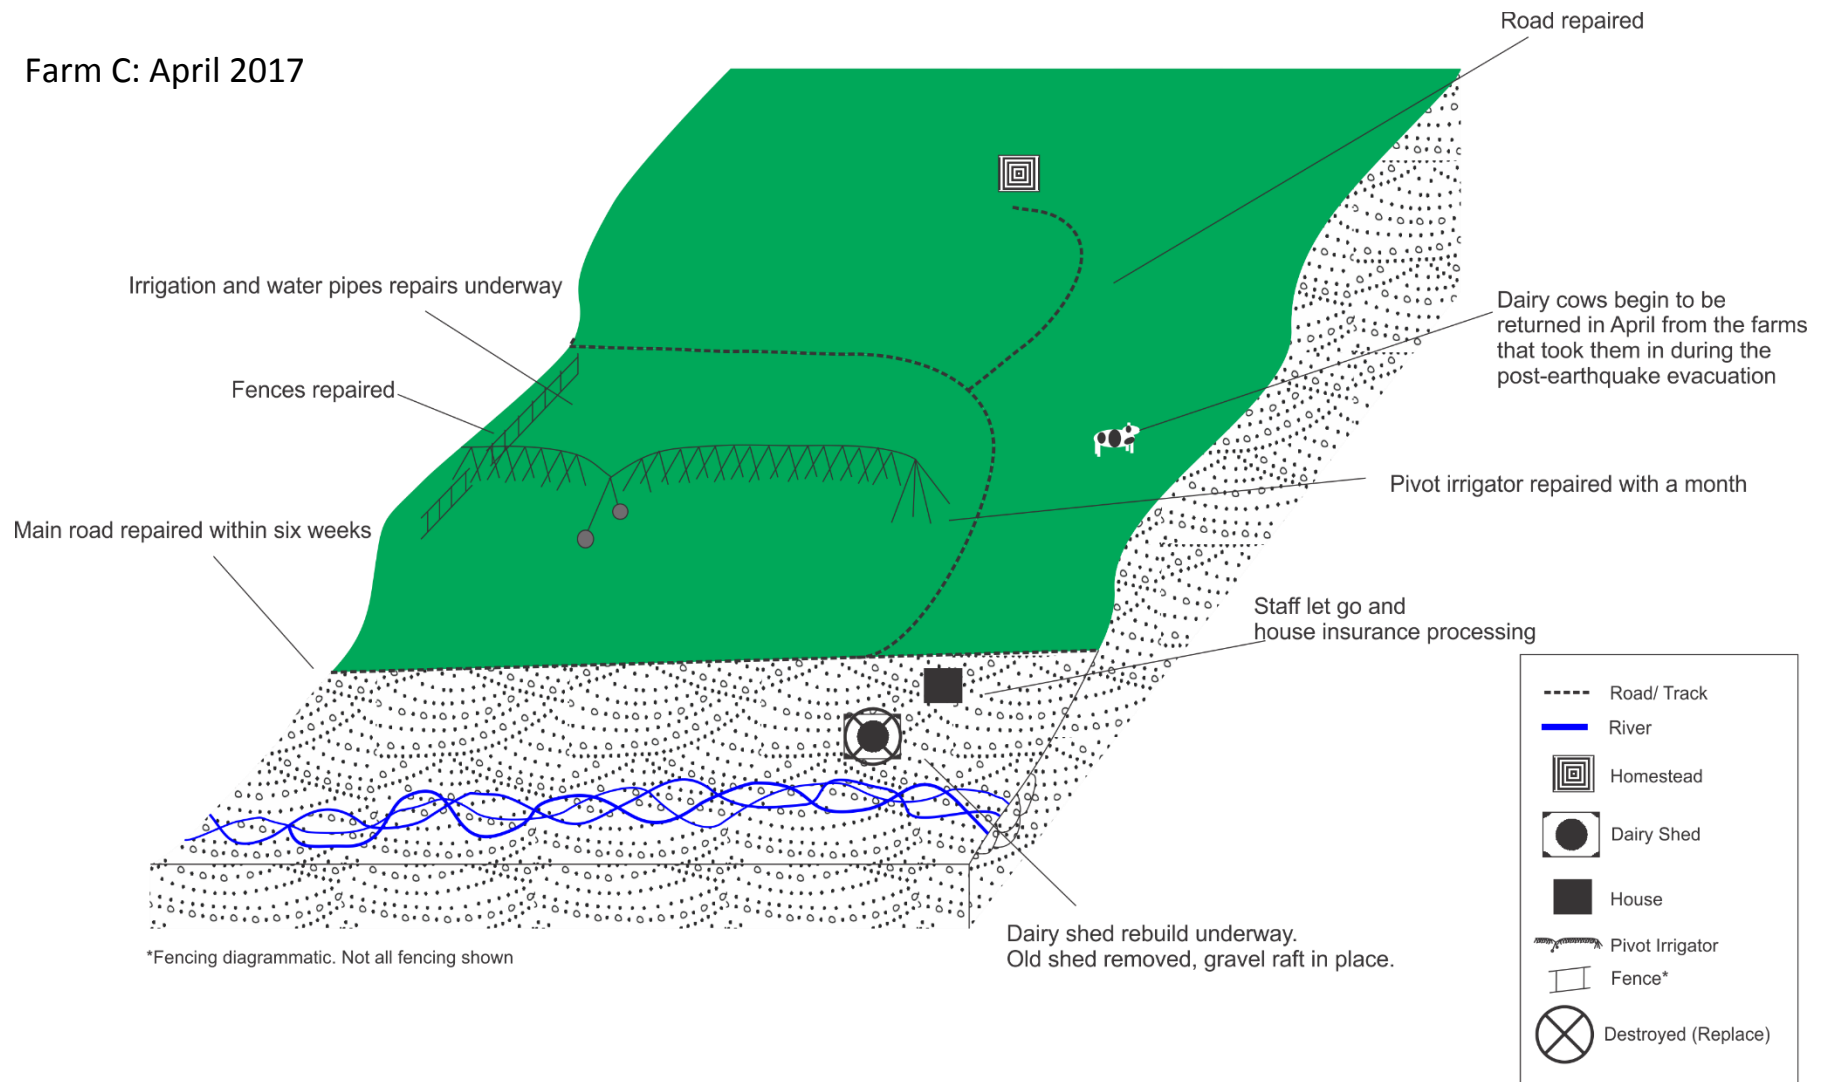 Road repaired
Farm C: April 2017
Irrigation and water pipes repairs underway
Dairy cows begin to be
returned in April from the farms
that took them in during the
post-earthquake evacuation
Fences repaired
Pivot irrigator repaired with a month
Main road repaired within six weeks
Staff let go and
house insurance processing
Road/ Track
River
Homestead
Dairy Shed
House
Pivot Irrigator
Fence*
Destroyed (Replace)
Dairy shed rebuild underway.
Old shed removed, gravel raft in place.
*Fencing diagrammatic. Not all fencing shown